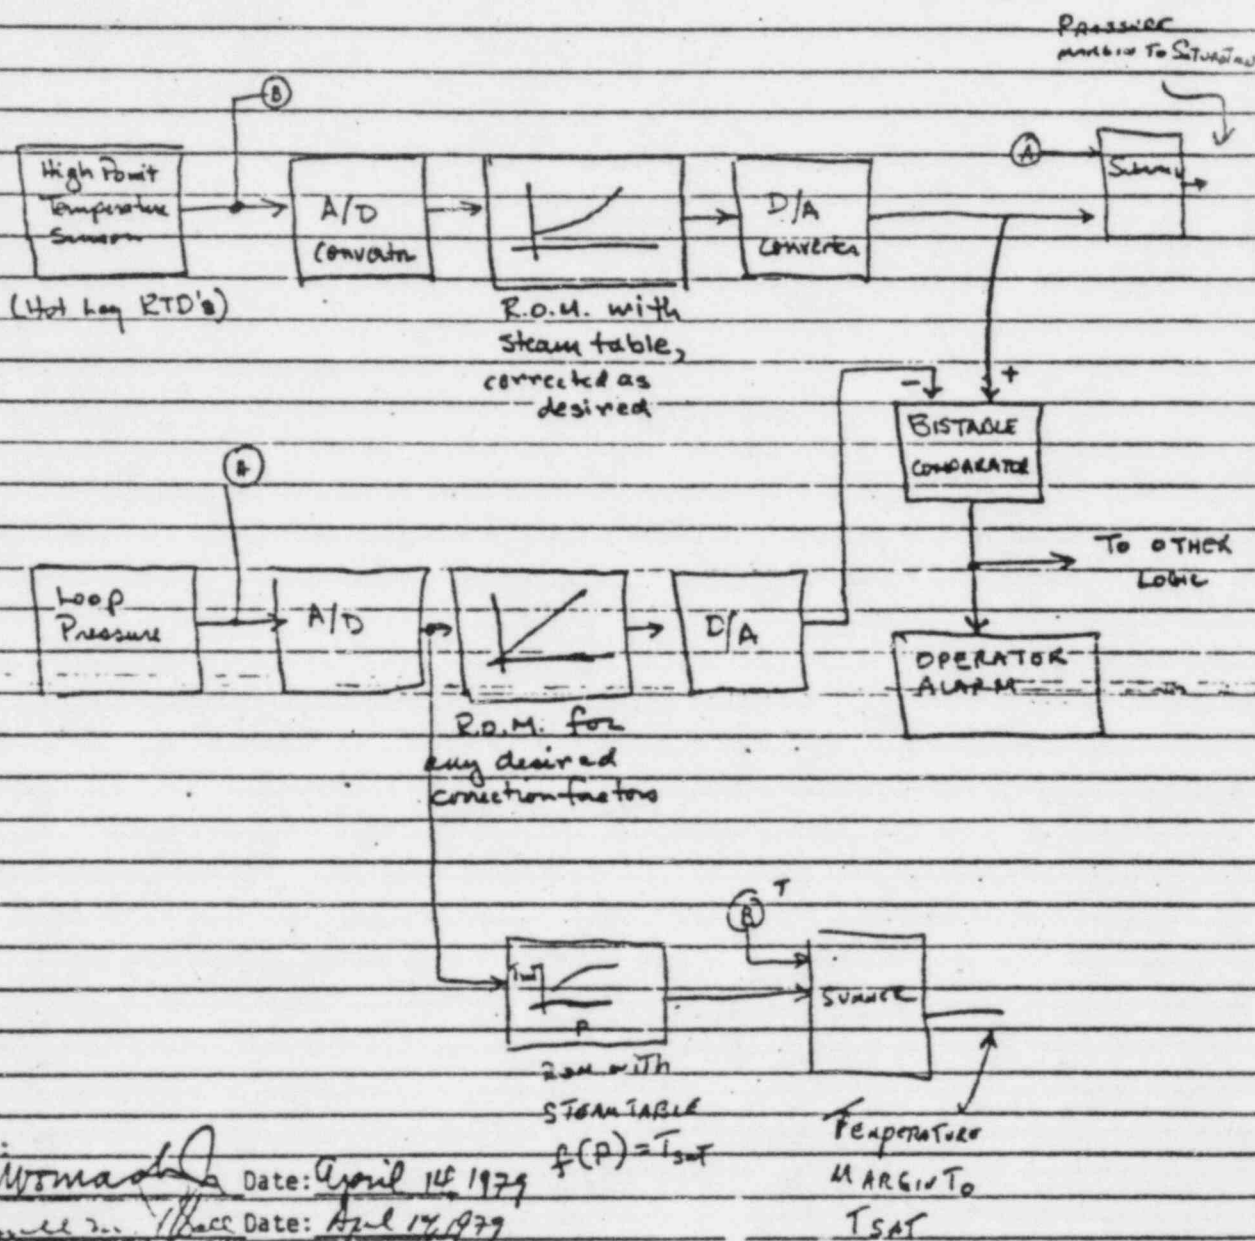 PRESSURE
MARGIN TO SATURATION
B
High Point
Temperature
Sensor
(Hot Leg RTD's)
A/D
Converter
R.O.M. with
steam table,
corrected as
desired
D/A
Converter
A
- +
BISTABLE
COMPARATOR
TO OTHER
LOGIC
OPERATOR
ALARM
A
Loop
Pressure
A/D
D/A
R.O.M. for
any desired
correction factors
B T
Tsat
P
SUMMER
ROM with
STEAM TABLE
f(P) = Tsat
TEMPERATURE
MARGIN TO
TSAT
Date: April 14 1979
Date: April 14, 1979